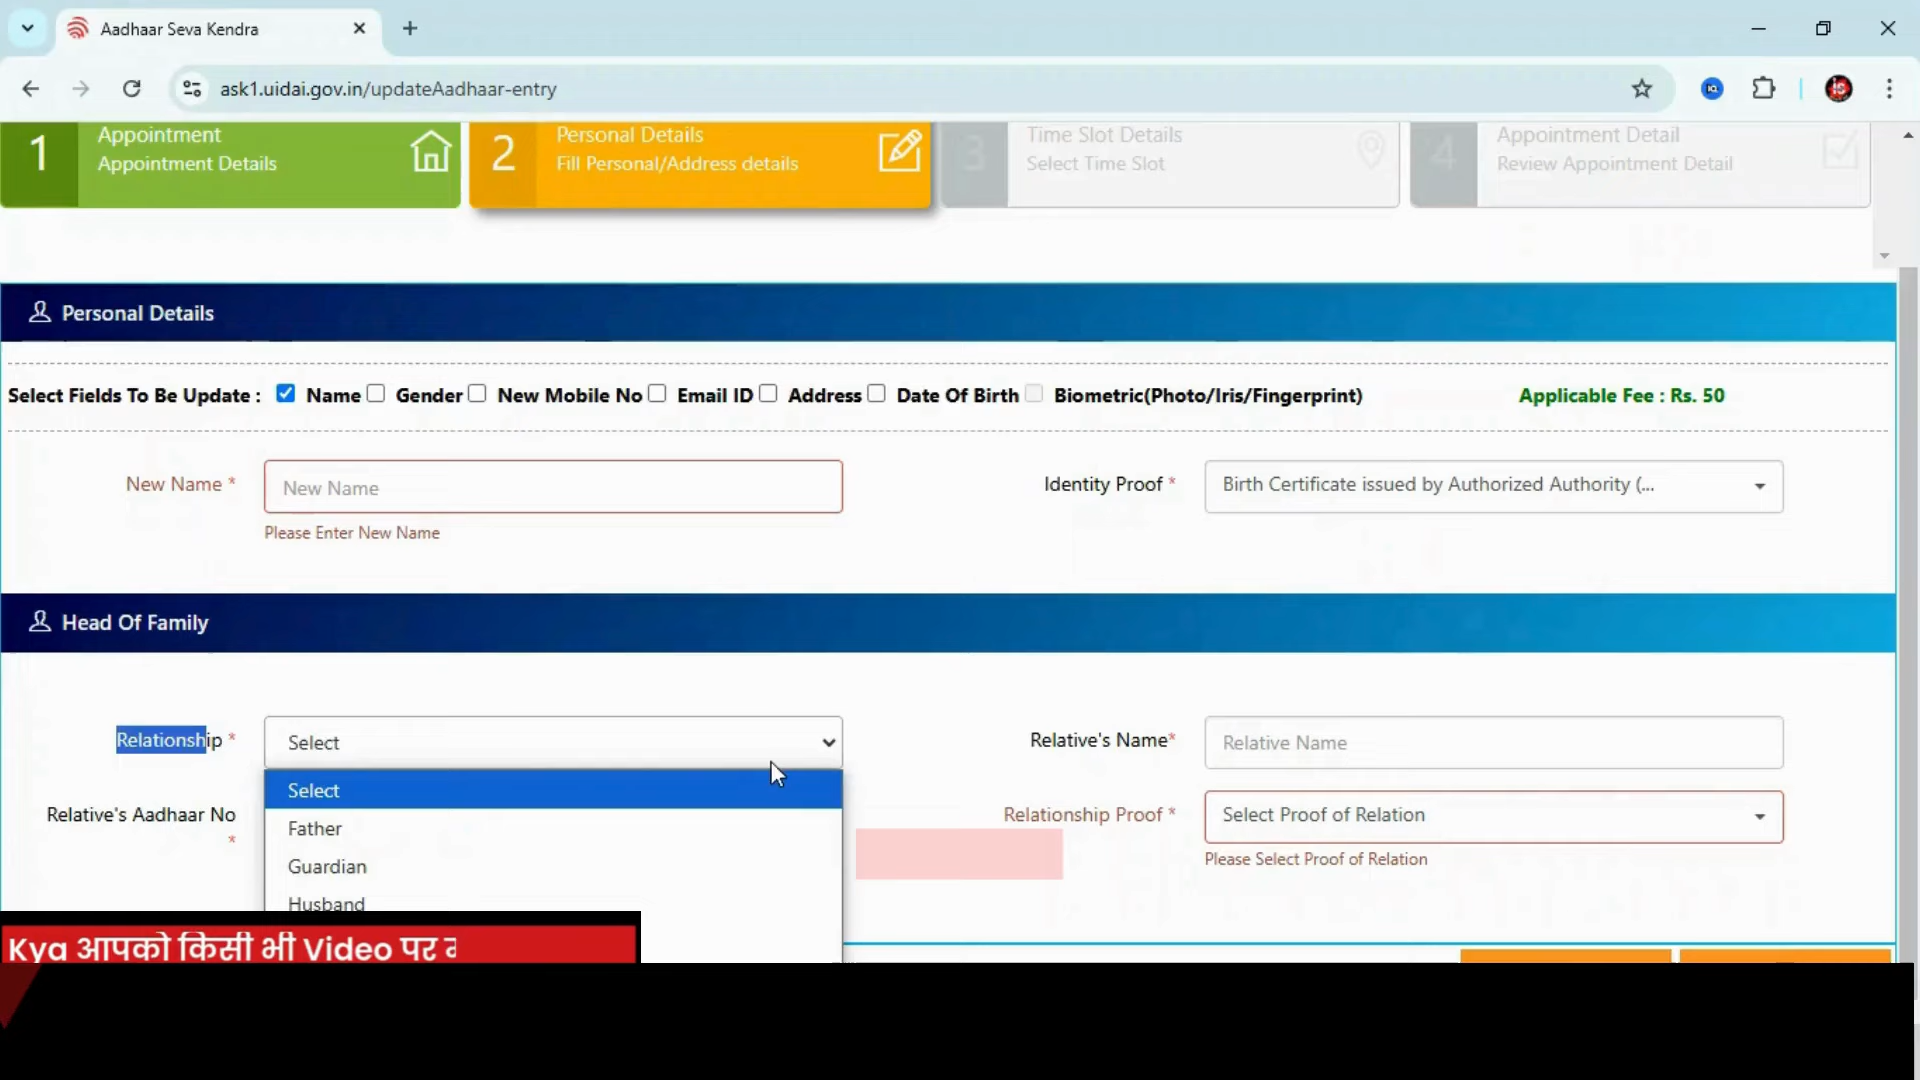 Aadhaar Seva Kendra
ask1.uidai.gov.in/updateAadhaar-entry
1
Appointment
Appointment Details
2
Personal Details
Fill Personal/Address details
3
Time Slot Details
Select Time Slot
4
Appointment Detail
Review Appointment Detail
Personal Details
Select Fields To Be Update : Name Gender New Mobile No Email ID Address Date Of Birth Biometric(Photo/Iris/Fingerprint) Applicable Fee : Rs. 50
New Name * New Name
Please Enter New Name
Identity Proof * Birth Certificate issued by Authorized Authority (...
Head Of Family
Relationship * Select
Relative's Name* Relative Name
Select
Father
Guardian
Husband
Relative's Aadhaar No
*
Relationship Proof * Select Proof of Relation
Please Select Proof of Relation
Kya आपको किसी भी Video पर